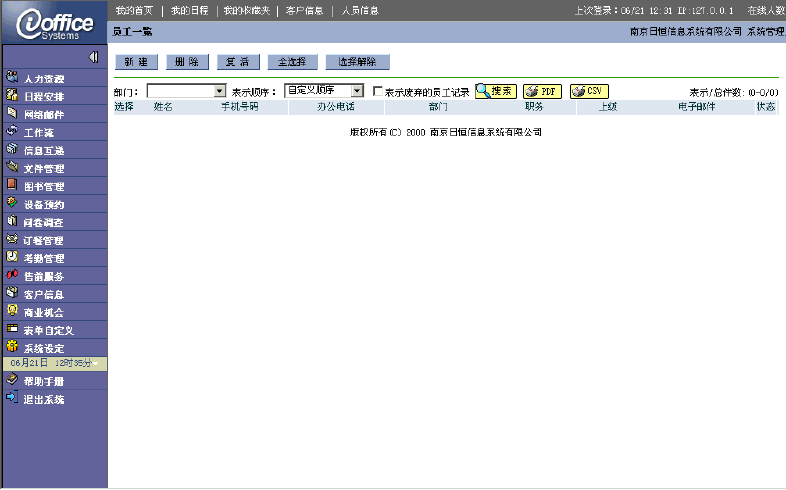 ioffice Systems
我的首页 | 我的日程 | 我的收藏夹 | 客户信息 | 人员信息
上次登录：06/21 12:31 IP:127.0.0.1 在线人数
员工一览
南京日恒信息系统有限公司 系统管理
新 建 删 除 复 活 全选择 选择解除
部门： 表示顺序： 自定义顺序 表示废弃的员工记录 搜索 PDF CSV 表示/总件数: (0-0/0)
选择 姓名 手机号码 办公电话 部门 职务 上级 电子邮件 状态
版权所有(C) 2000 南京日恒信息系统有限公司
人力资源
日程安排
网络邮件
工作流
信息互递
文件管理
图书管理
设备预约
问卷调查
订餐管理
考勤管理
售前服务
客户信息
商业机会
表单自定义
系统设定
06月21日 12时35分
帮助手册
退出系统